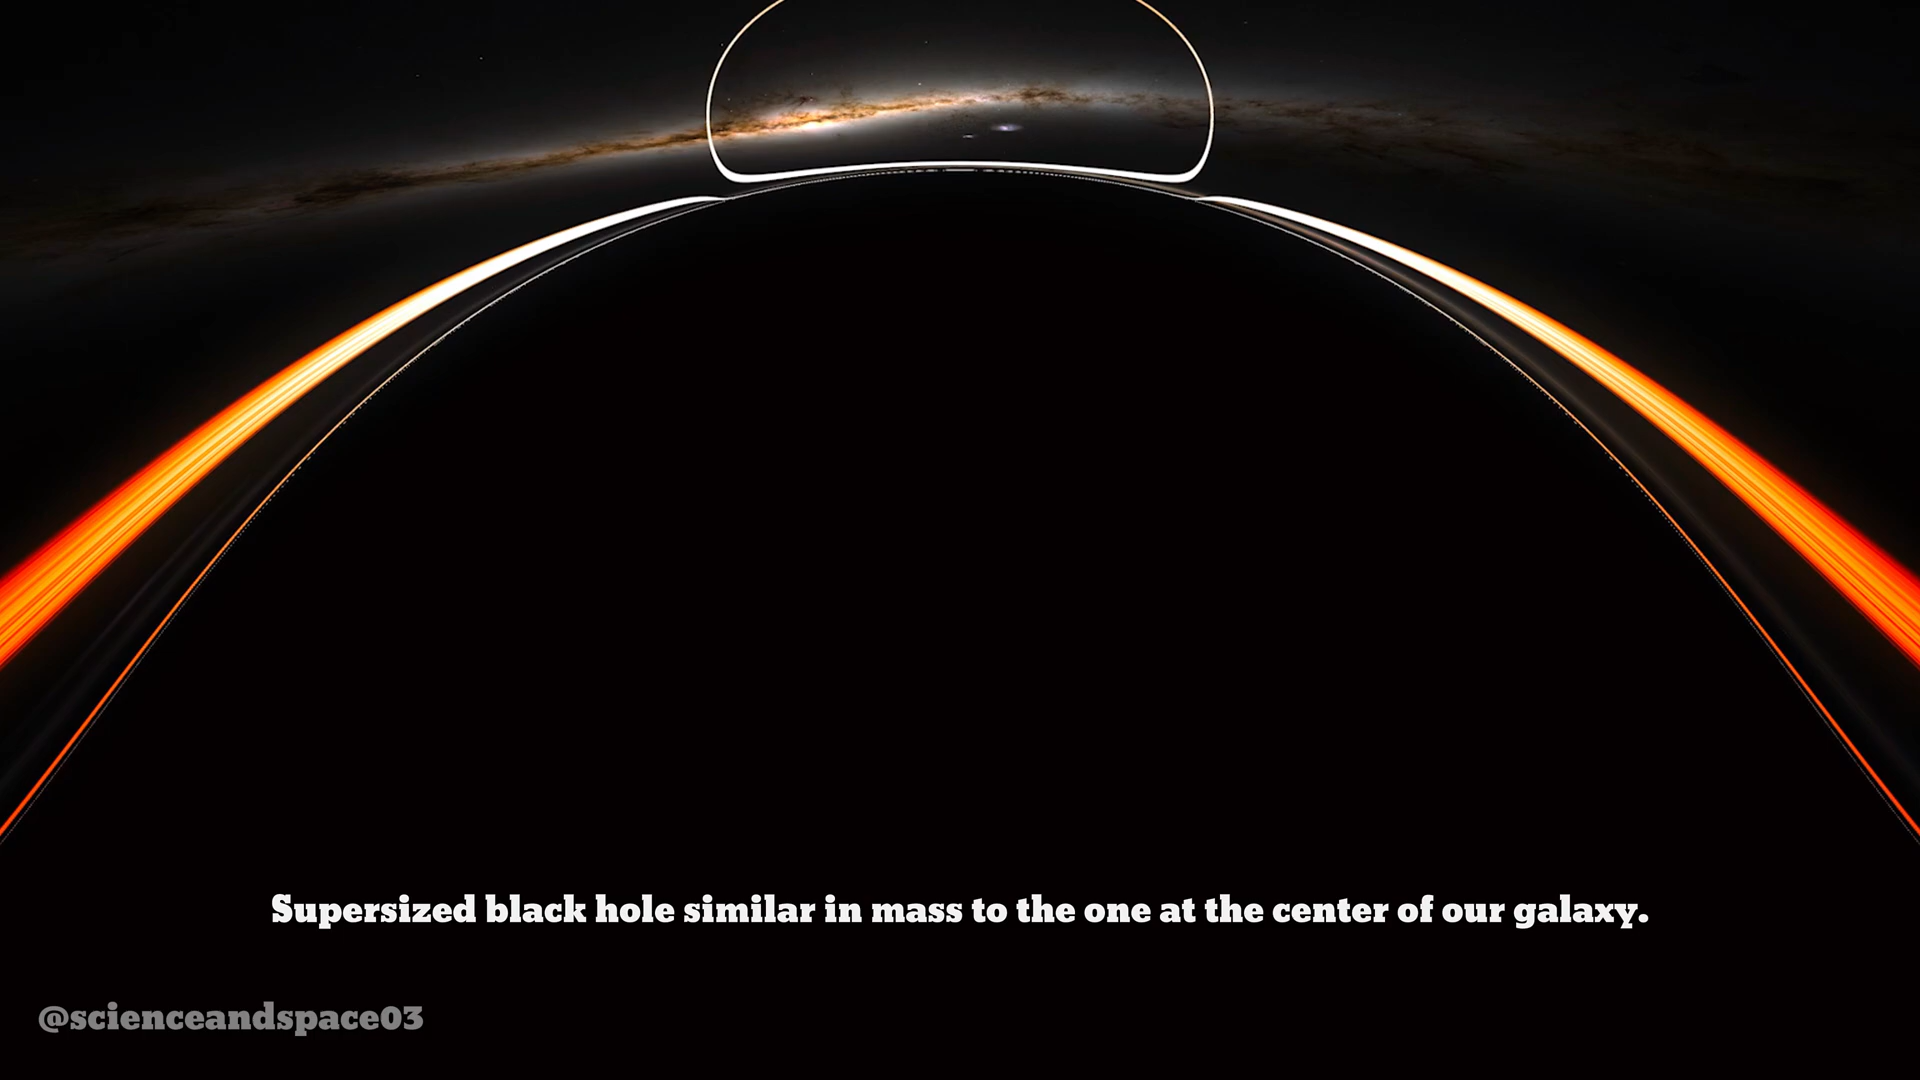 Supersized black hole similar in mass to the one at the center of our galaxy.
@scienceandspace03